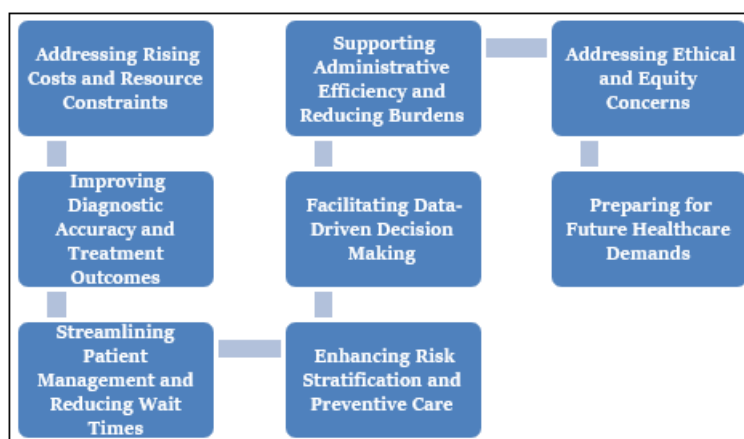 Addressing Rising
Costs and Resource
Constraints
Improving
Diagnostic
Accuracy and
Treatment
Outcomes
Streamlining
Patient
Management and
Reducing Wait
Times
Enhancing Risk
Stratification and
Preventive Care
Facilitating Data-
Driven Decision
Making
Supporting
Administrative
Efficiency and
Reducing Burdens
Addressing Ethical
and Equity
Concerns
Preparing for
Future Healthcare
Demands